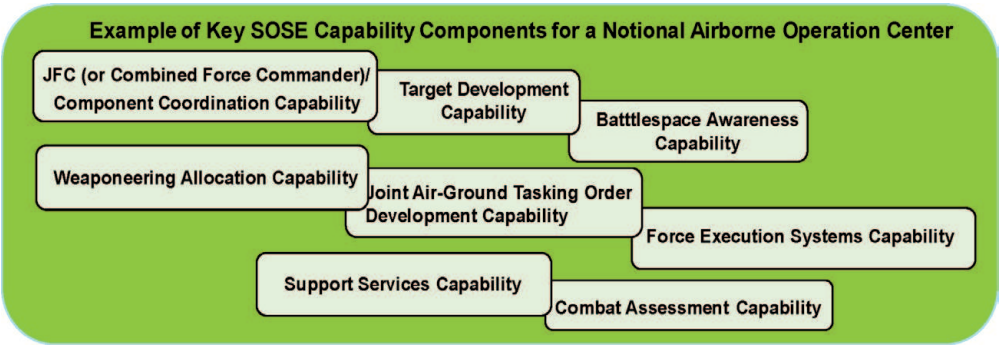 Example of Key SOSE Capability Components for a Notional Airborne Operation Center
JFC (or Combined Force Commander)/
Component Coordination Capability
Target Development
Capability
Batttlespace Awareness
Capability
Weaponeering Allocation Capability
Joint Air-Ground Tasking Order
Development Capability
Force Execution Systems Capability
Support Services Capability
Combat Assessment Capability